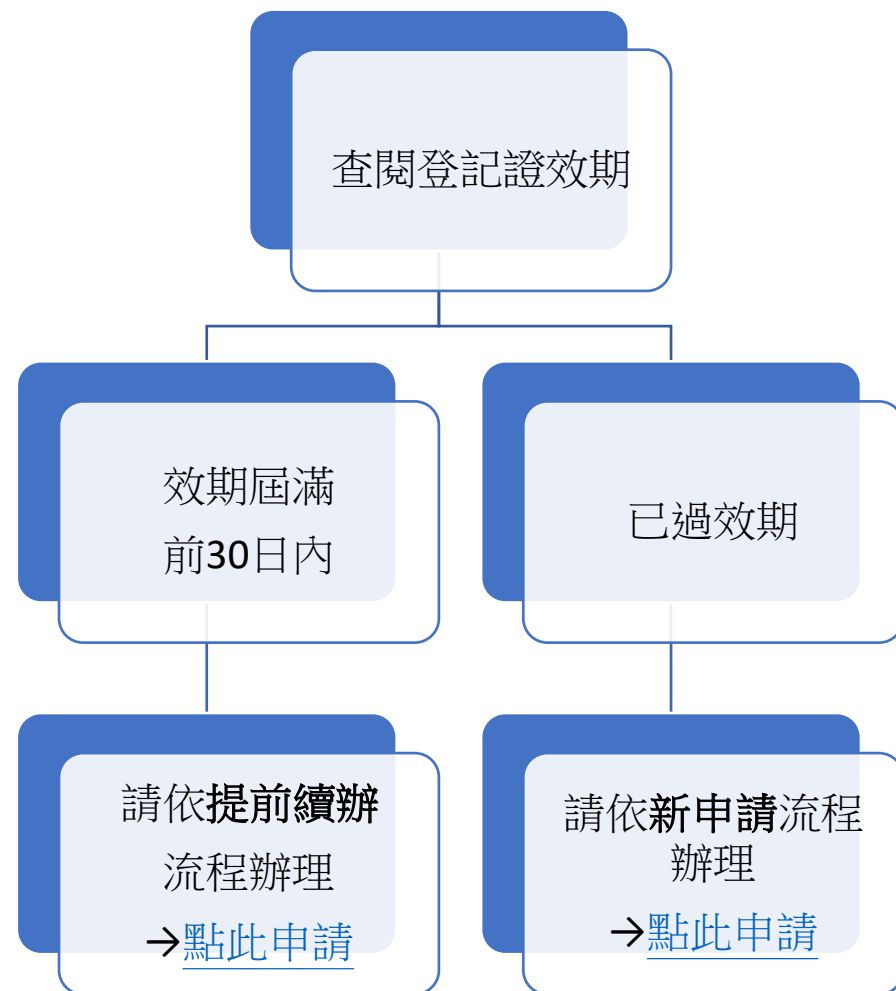 查閱登記證效期
效期屆滿
前30日內
已過效期
請依提前續辦
流程辦理
→點此申請
請依新申請流程
辦理
→點此申請